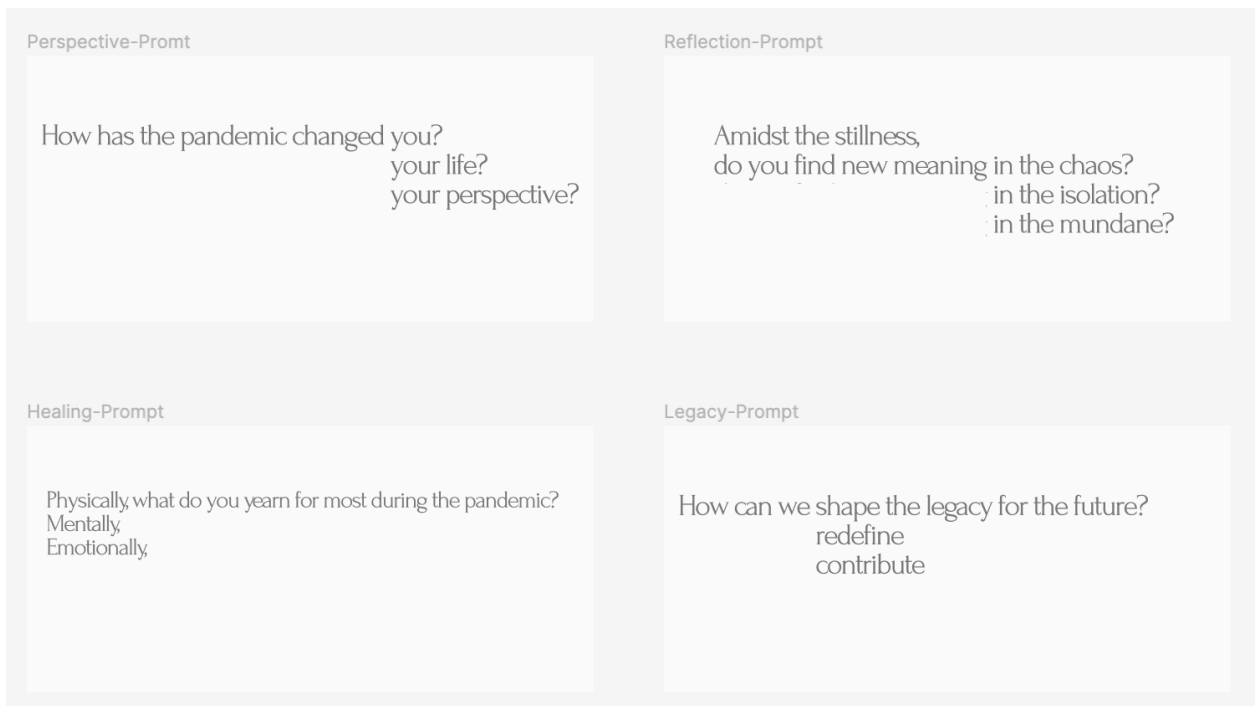 Perspective-Promt
How has the pandemic changed you?
your life?
your perspective?
Reflection-Prompt
Amidst the stillness,
do you find new meaning in the chaos?
in the isolation?
in the mundane?
Healing-Prompt
Physically, what do you yearn for most during the pandemic?
Mentally,
Emotionally,
Legacy-Prompt
How can we shape the legacy for the future?
redefine
contribute